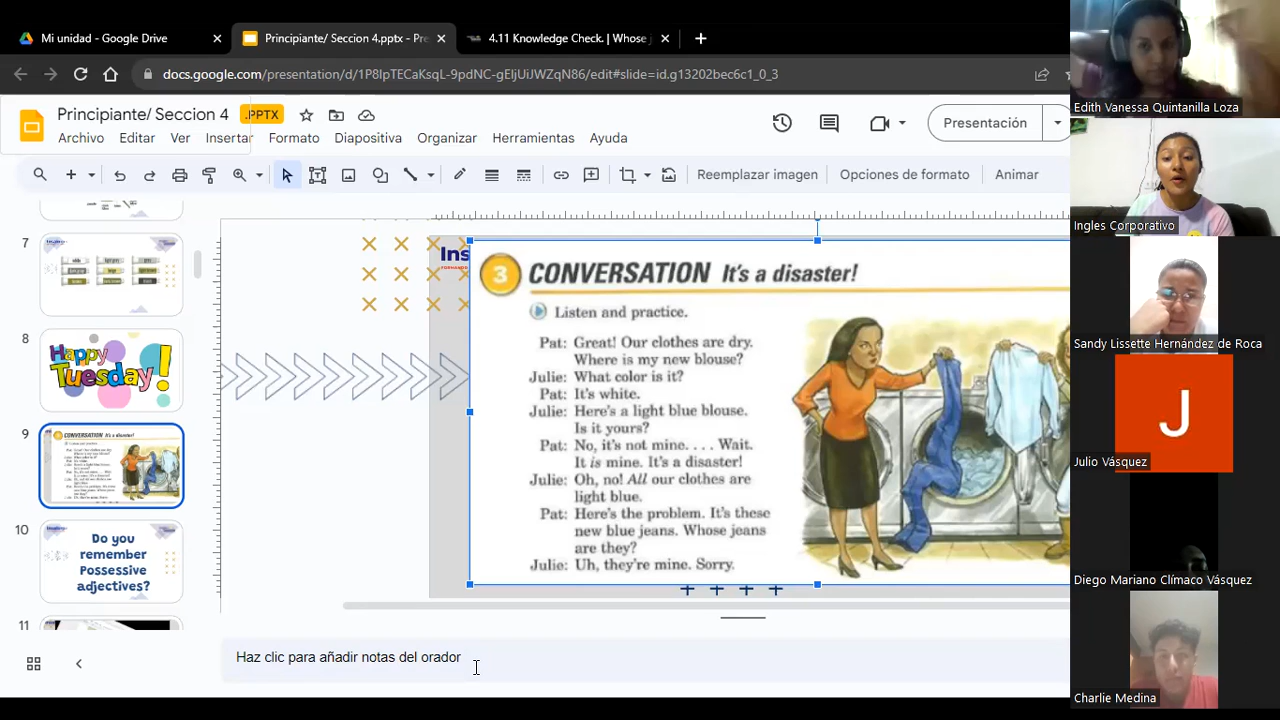 Mi unidad - Google Drive
Principiante/ Seccion 4.pptx - Pre
4.11 Knowledge Check. | Whose j
docs.google.com/presentation/d/1P8IpTECaKsqL-9pdNC-gEIjUiJWZqN86/edit#slide=id.g13202bec6c1_0_3
Principiante/ Seccion 4
.PPTX
Archivo
Editar
Ver
Insertar
Formato
Diapositiva
Organizar
Herramientas
Ayuda
Presentación
Reemplazar imagen
Opciones de formato
Animar
7
8
Happy
Tuesday!
9
CONVERSATION It's a disaster!
10
Do you
remember
Possessive
adjectives?
11
Ins
3 CONVERSATION It's a disaster!
Listen and practice.
Pat: Great! Our clothes are dry.
Where is my new blouse?
Julie: What color is it?
Pat: It's white.
Julie: Here's a light blue blouse.
Is it yours?
Pat: No, it's not mine. . . . Wait.
It is mine. It's a disaster!
Julie: Oh, no! All our clothes are
light blue.
Pat: Here's the problem. It's these
new blue jeans. Whose jeans
are they?
Julie: Uh, they're mine. Sorry.
Haz clic para añadir notas del orador
Edith Vanessa Quintanilla Loza
Ingles Corporativo
Sandy Lissette Hernández de Roca
J
Julio Vásquez
Diego Mariano Clímaco Vásquez
Charlie Medina